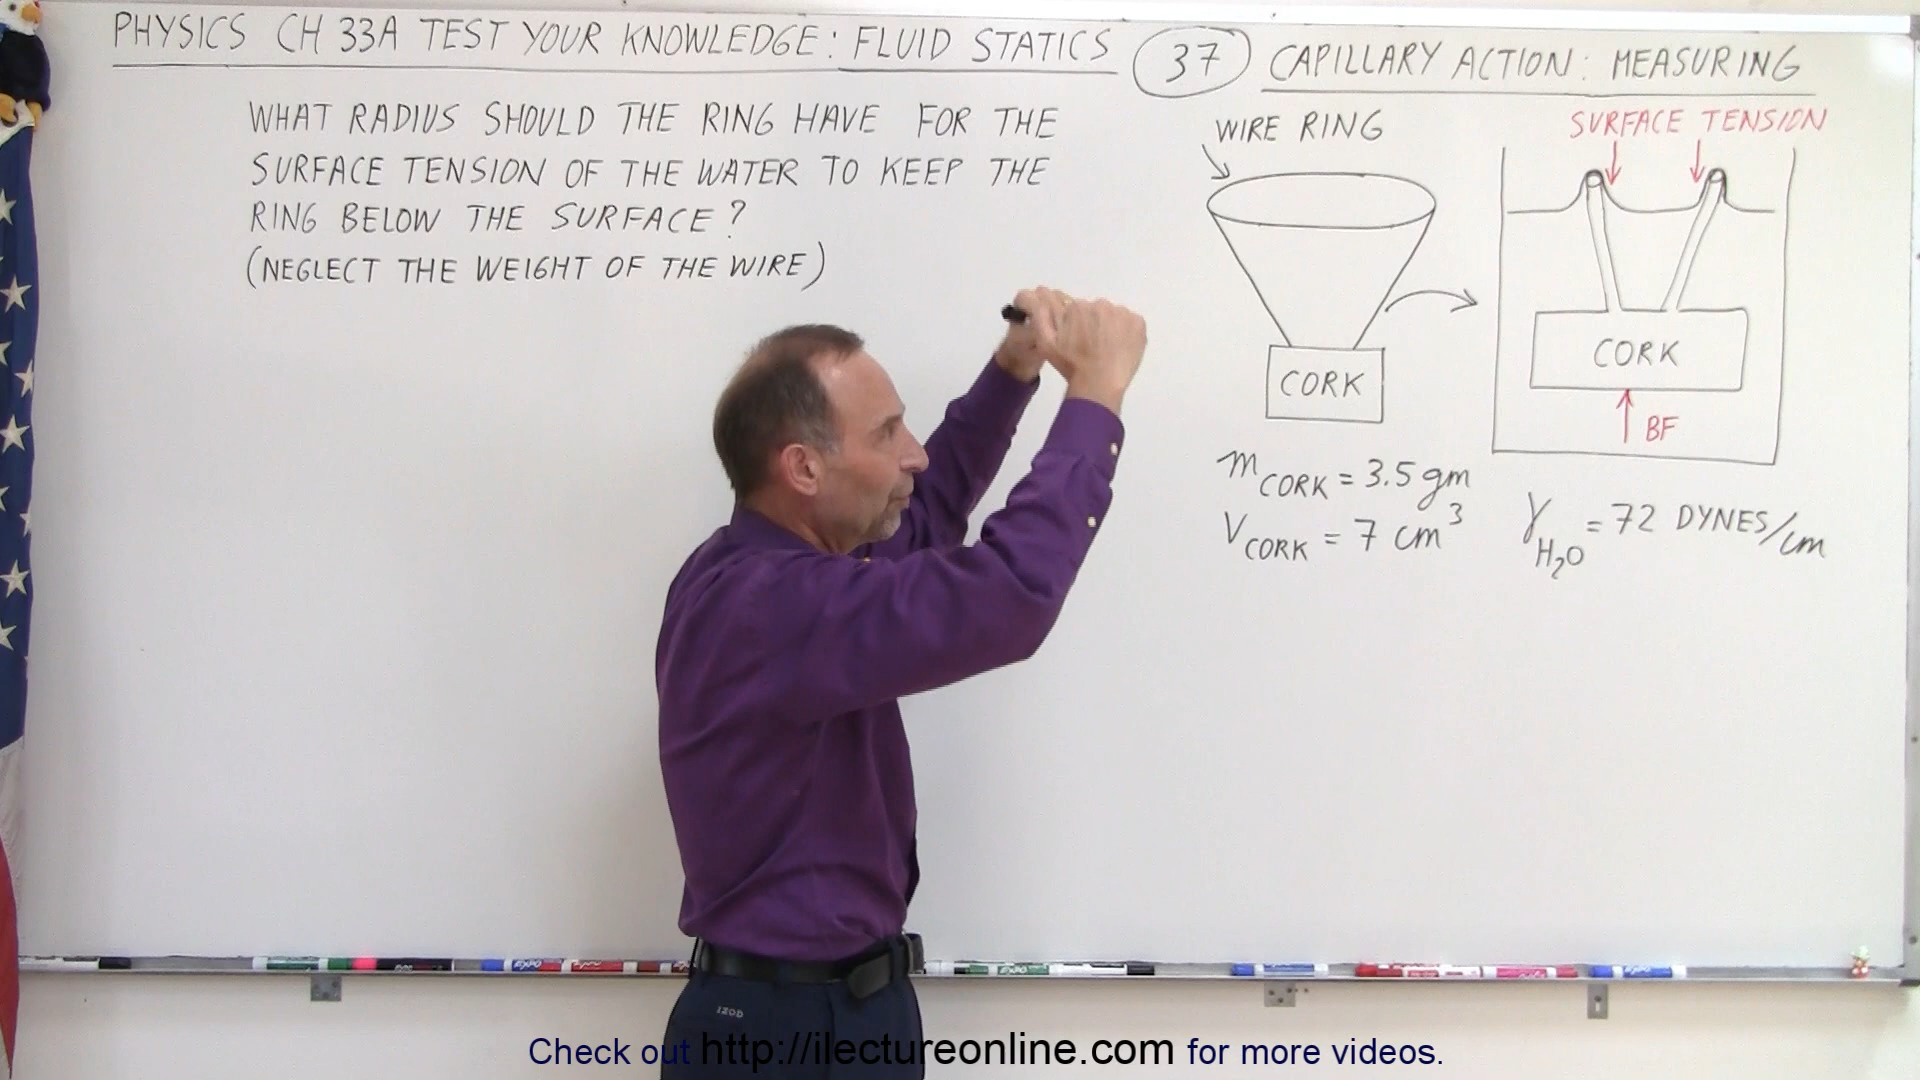 PHYSICS CH 33A TEST YOUR KNOWLEDGE: FLUID STATICS 37 CAPILLARY ACTION: MEASURING
WHAT RADIUS SHOULD THE RING HAVE FOR THE
SURFACE TENSION OF THE WATER TO KEEP THE
RING BELOW THE SURFACE?
(NEGLECT THE WEIGHT OF THE WIRE)
WIRE RING
CORK
SURFACE TENSION
CORK
BF
m CORK = 3.5 gm
V CORK = 7 cm³
γ H₂O = 72 DYNES/cm
EXPO
EXPO
IZOD
Check out http://ilectureonline.com for more videos.